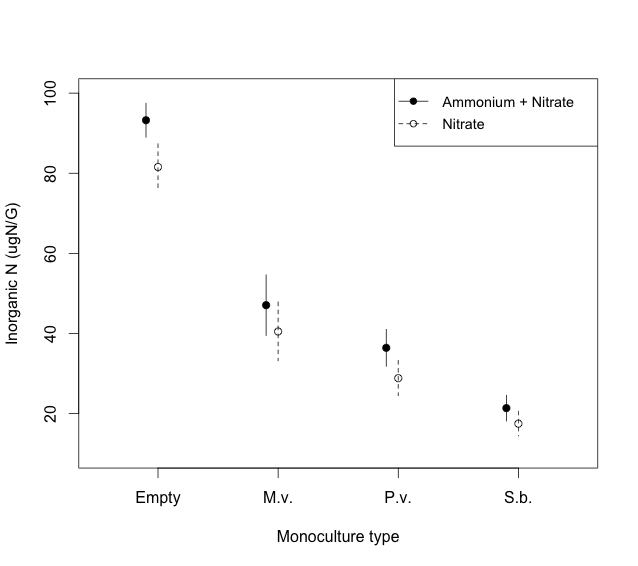 Ammonium + Nitrate
Nitrate
Inorganic N (ugN/G)
100
80
60
40
20
Empty M.v. P.v. S.b.
Monoculture type